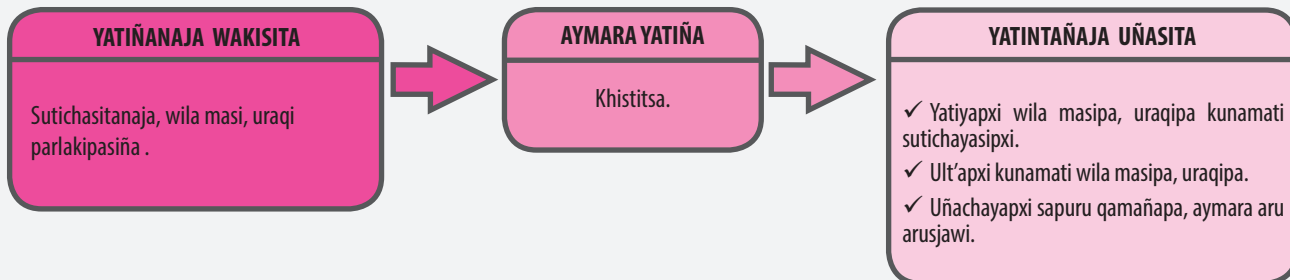 YATIÑANAJA WAKISITA
Sutichasitanaja, wila masi, uraqi
parlakipasiña .
AYMARA YATIÑA
Khistitsa.
YATINTAÑAJA UÑASITA
✓ Yatiyapxi wila masipa, uraqipa kunamati
sutichayasipxi.
✓ Ult'apxi kunamati wila masipa, uraqipa.
✓ Uñachayapxi sapuru qamañapa, aymara aru
arusjawi.